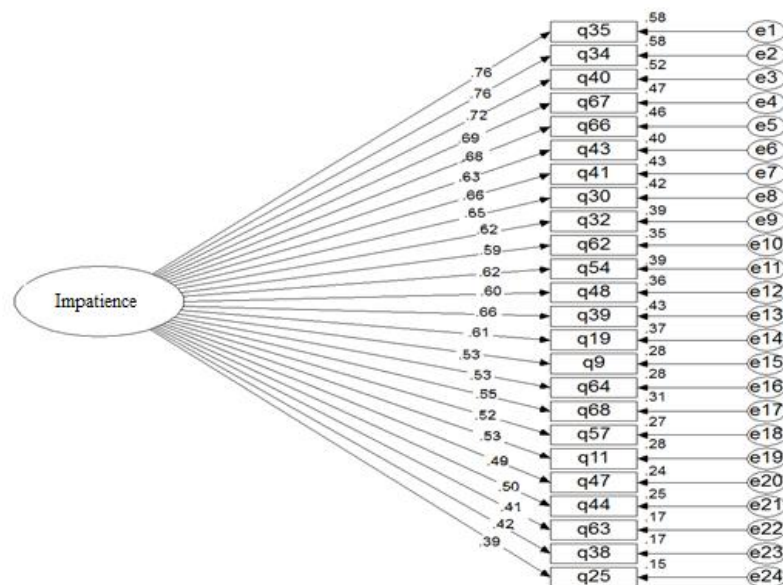 .58
q35 e1
.58
.76 q34 e2
.52
.76 q40 e3
.47
.72 q67 e4
.46
.69 q66 e5
.40
.68 q43 e6
.43
.63 q41 e7
.42
.66 q30 e8
.39
.65 q32 e9
.35
.62 q62 e10
.39
.59 q54 e11
.36
.62 q48 e12
.43
Impatience .60 q39 e13
.37
.66 q19 e14
.28
.61 q9 e15
.28
.53 q64 e16
.31
.53 q68 e17
.27
.55 q57 e18
.28
.52 q11 e19
.24
.53 q47 e20
.25
.49 q44 e21
.17
.50 q63 e22
.17
.41 q38 e23
.15
.42 q25 e24
.39